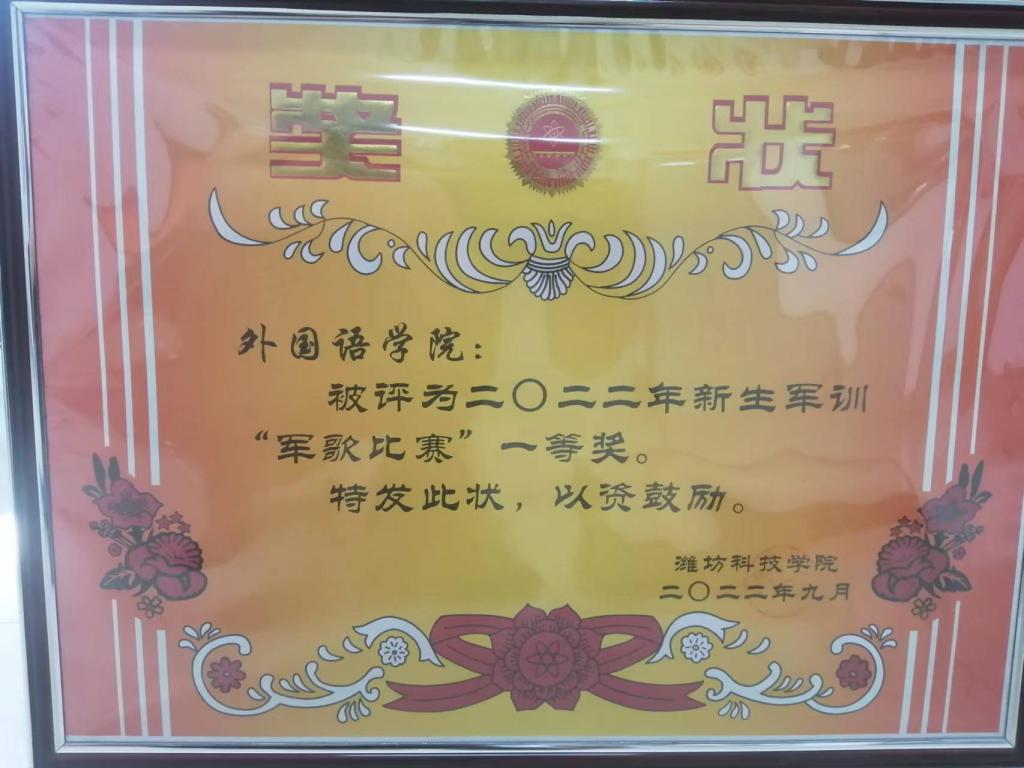 奖状
外国语学院：
被评为二〇二二年新生军训
“军歌比赛”一等奖。
特发此状，以资鼓励。
潍坊科技学院
二〇二二年九月